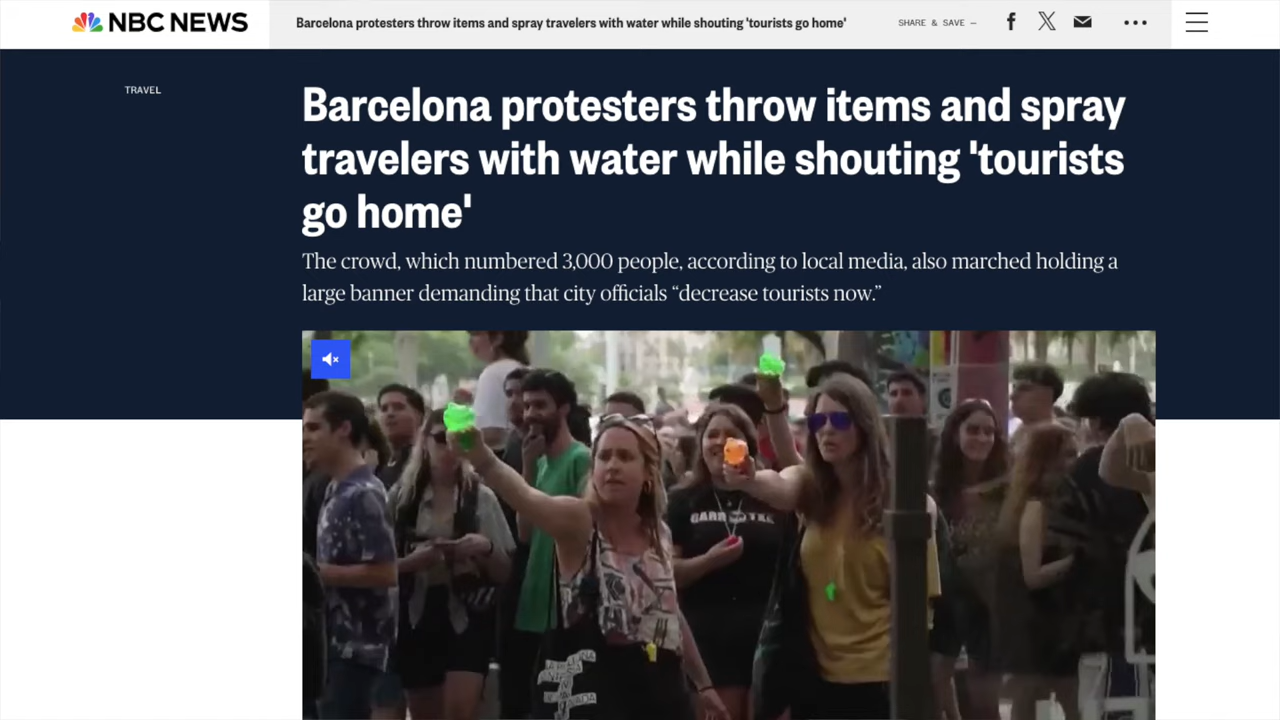 NBC NEWS
Barcelona protesters throw items and spray travelers with water while shouting 'tourists go home'
SHARE & SAVE —
TRAVEL
Barcelona protesters throw items and spray
travelers with water while shouting 'tourists
go home'
The crowd, which numbered 3,000 people, according to local media, also marched holding a
large banner demanding that city officials “decrease tourists now.”